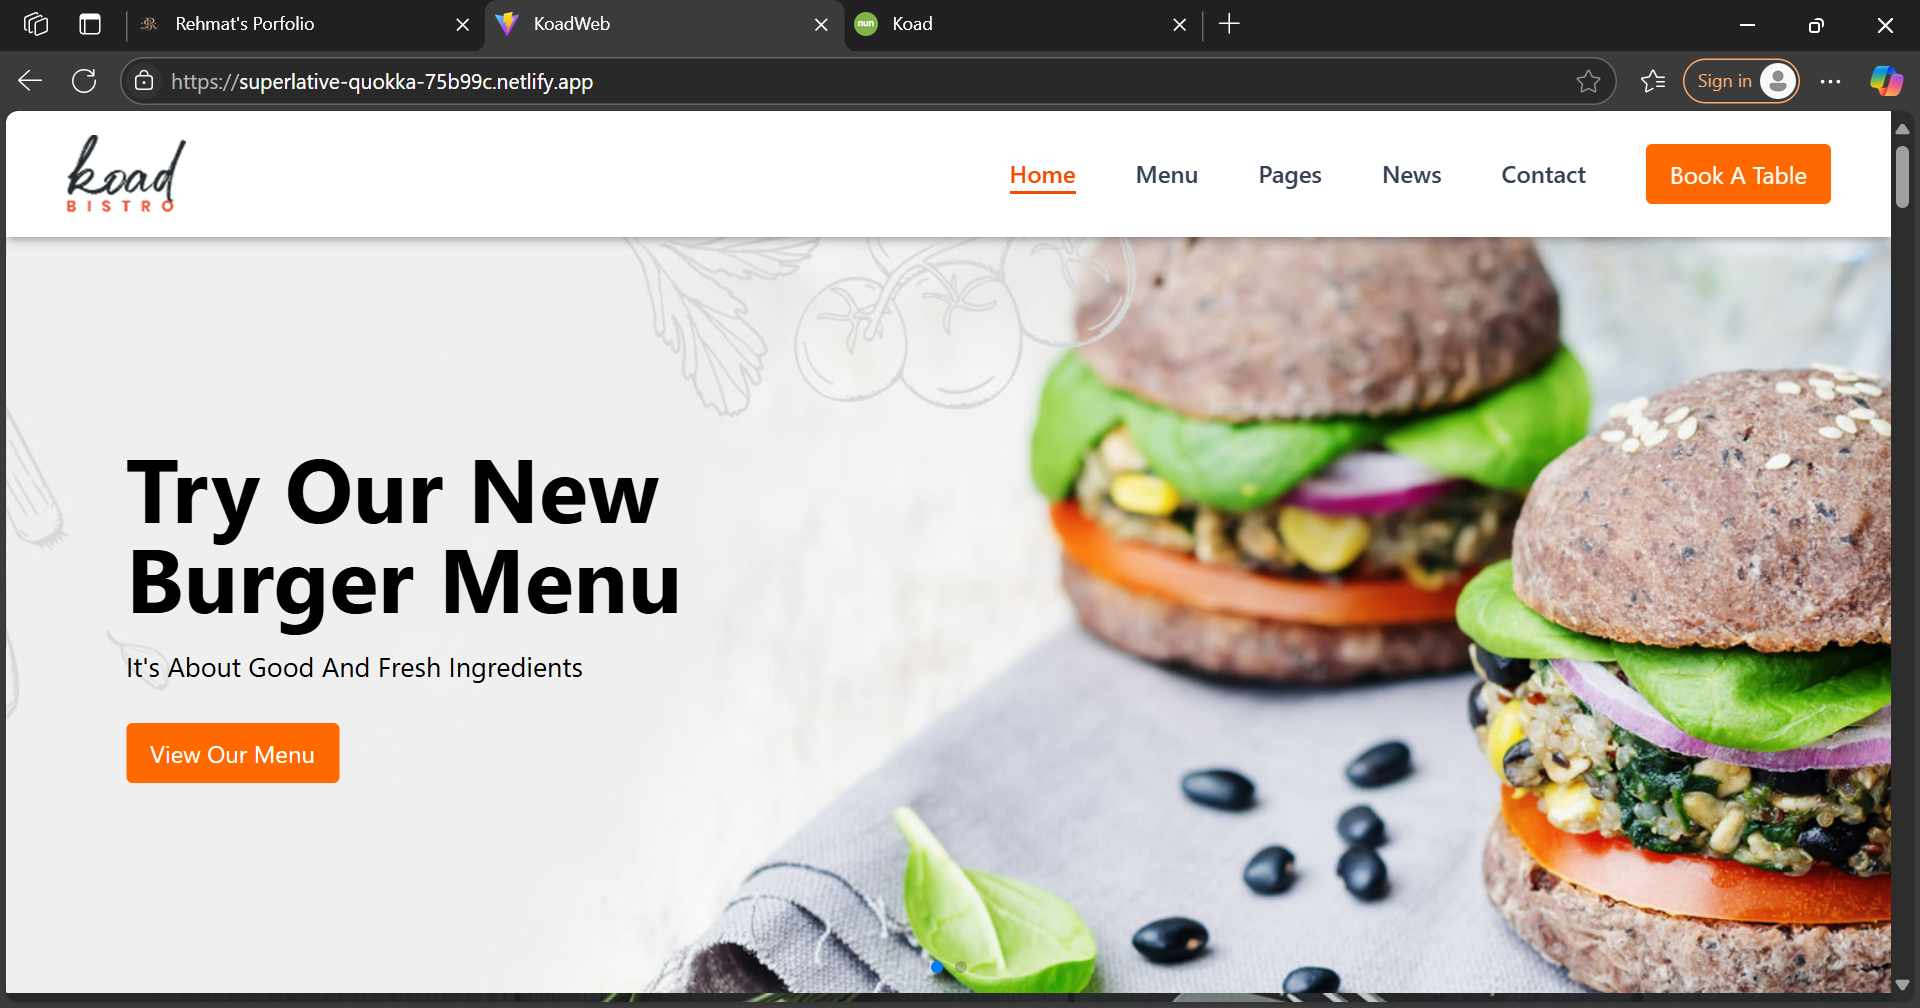 Rehmat's Porfolio
KoadWeb
nun
Koad
https://superlative-quokka-75b99c.netlify.app
Sign in
koad
BISTRO
Home
Menu
Pages
News
Contact
Book A Table
Try Our New
Burger Menu
It's About Good And Fresh Ingredients
View Our Menu